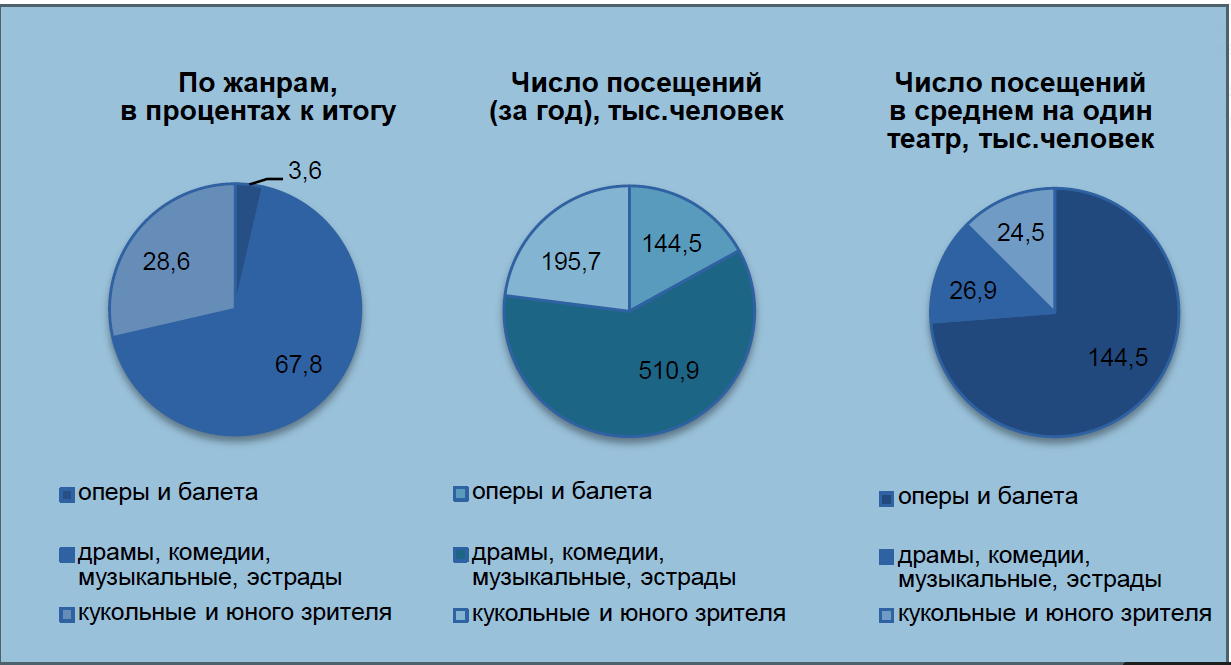 По жанрам,
в процентах к итогу
3,6
28,6
67,8
оперы и балета
драмы, комедии,
музыкальные, эстрады
кукольные и юного зрителя
Число посещений
(за год), тыс.человек
195,7
144,5
510,9
оперы и балета
драмы, комедии,
музыкальные, эстрады
кукольные и юного зрителя
Число посещений
в среднем на один
театр, тыс.человек
24,5
26,9
144,5
оперы и балета
драмы, комедии,
музыкальные, эстрады
кукольные и юного зрителя